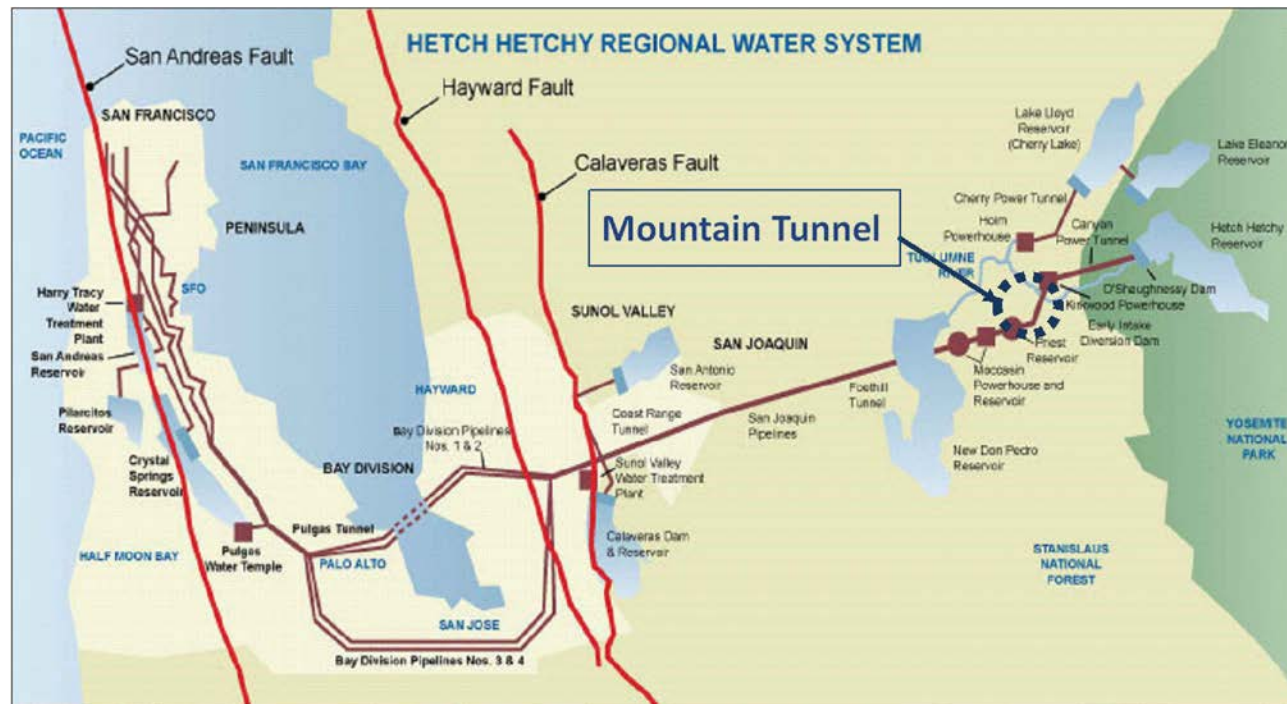 HETCH HETCHY REGIONAL WATER SYSTEM
San Andreas Fault
Hayward Fault
Calaveras Fault
SAN FRANCISCO
PACIFIC
OCEAN
SAN FRANCISCO BAY
PENINSULA
SFO
Harry Tracy
Water
Treatment
Plant
San Andreas
Reservoir
Pilarcitos
Reservoir
Crystal
Springs
Reservoir
HALF MOON BAY
Pulgas
Water Temple
Pulgas Tunnel
PALO ALTO
BAY DIVISION
HAYWARD
Bay Division Pipelines
Nos. 1 & 2
SAN JOSE
Bay Division Pipelines Nos. 3 & 4
SUNOL VALLEY
San Antonio
Reservoir
Coast Range
Tunnel
Sunol Valley
Water Treatment
Plant
Calaveras Dam
& Reservoir
SAN JOAQUIN
San Joaquin
Pipelines
Foothill
Tunnel
New Don Pedro
Reservoir
Moccasin
Powerhouse and
Reservoir
Priest
Reservoir
Mountain Tunnel
TUOLUMNE
RIVER
Lake Lloyd
Reservoir
(Cherry Lake)
Lake Eleanor
Reservoir
Cherry Power Tunnel
Holm
Powerhouse
Canyon
Power Tunnel
Hetch Hetchy
Reservoir
O'Shaughnessy Dam
Kirkwood Powerhouse
Early Intake
Diversion Dam
YOSEMITE
NATIONAL
PARK
STANISLAUS
NATIONAL
FOREST